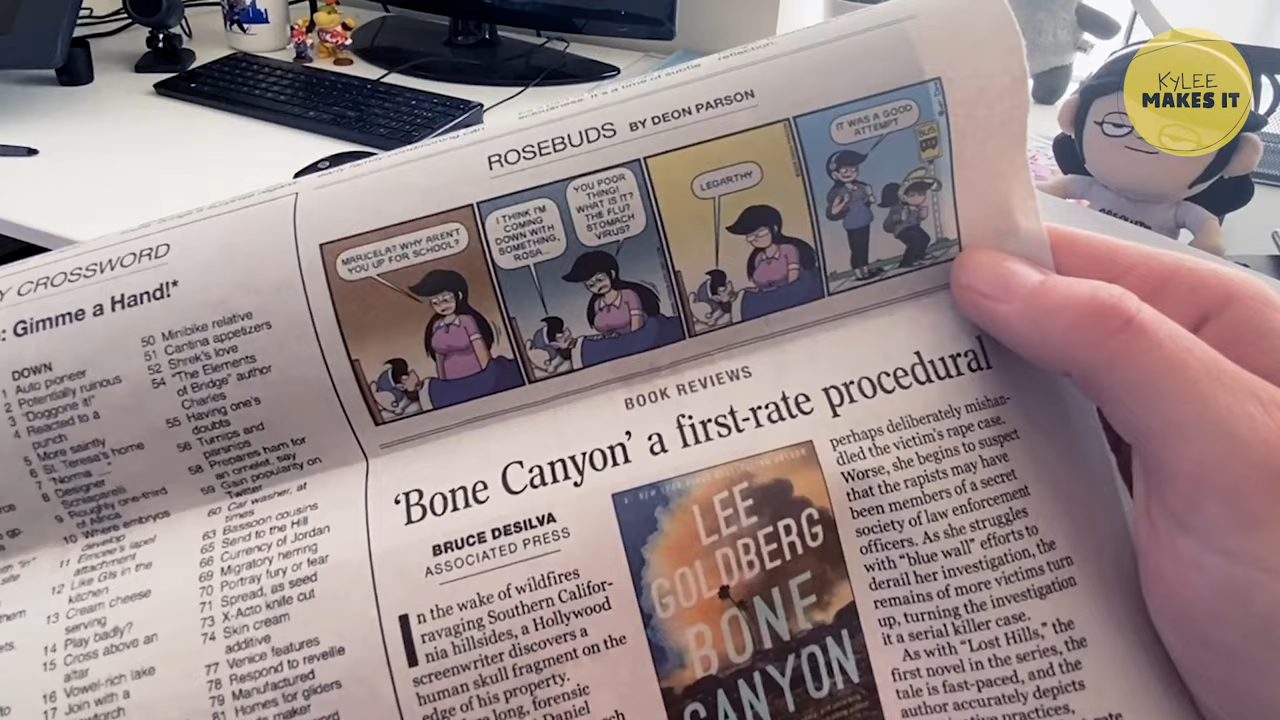 KYLEE
MAKES IT
reflection.
ROSEBUDS BY DEON PARSON
MARICELA? WHY AREN'T
YOU UP FOR SCHOOL?
I THINK I'M
COMING
DOWN WITH
SOMETHING,
ROSA...
YOU POOR
THING!
WHAT IS IT?
THE FLU?
STOMACH
VIRUS?
LEGARTHY
IT WAS A GOOD
ATTEMPT
BUS
Y CROSSWORD
: Gimme a Hand!*
DOWN
1 Auto pioneer
2 Potentially ruinous
3 "Doggone it!"
4 Reacted to a
punch
5 More saintly
6 St. Teresa's home
7 "Norma
8 Designer
Schiaparelli
9 Roughly one-third
of Africa
10 Where embryos
develop
11 Emcee's lapel
attachment
12 Like GIs in the
kitchen
13 Cream cheese
serving
14 Play badly?
15 Cross above an
altar
16 Vowel-rich lake
17 Join with a
50 Minibike relative
51 Cantina appetizers
52 Shrek's love
54 "The Elements
of Bridge" author
Charles
55 Having one's
doubts
56 Turnips and
parsnips
58 Prepares ham for
an omelet, say
59 Gain popularity on
Twitter
60 Car washer, at
times
63 Bassoon cousins
65 Send to the Hill
66 Currency of Jordan
69 Migratory herring
70 Portray fury or fear
71 Spread, as seed
73 X-Acto knife cut
74 Skin cream
additive
77 Venice features
78 Respond to reveille
79 Manufactured
81 Homes for gliders
maker
BOOK REVIEWS
'Bone Canyon' a first-rate procedural
BRUCE DESILVA
ASSOCIATED PRESS
In the wake of wildfires
ravaging Southern Califor-
nia hillsides, a Hollywood
screenwriter discovers a
human skull fragment on the
edge of his property.
long, forensic
Daniel
LEE
GOLDBERG
BONE
CANYON
perhaps deliberately mishan-
dled the victim's rape case.
Worse, she begins to suspect
that the rapists may have
been members of a secret
society of law enforcement
officers. As she struggles
with "blue wall" efforts to
derail her investigation, the
remains of more victims turn
up, turning the investigation
it a serial killer case.
As with "Lost Hills," the
first novel in the series, the
tale is fast-paced, and the
author accurately depicts
practices,